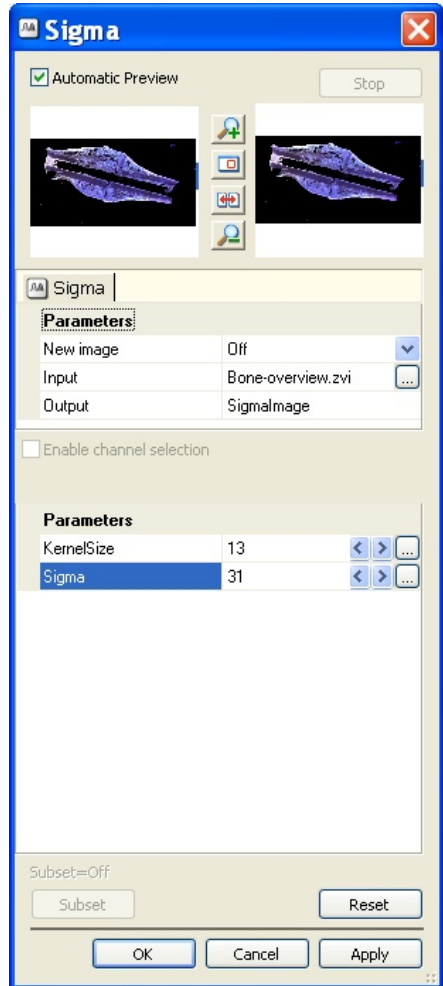 Sigma
Automatic Preview
Stop
Sigma
Parameters
New image Off
Input Bone-overview.zvi ...
Output SigmaImage
Enable channel selection
Parameters
KernelSize 13 < > ...
Sigma 31 < > ...
Subset=Off
Subset Reset
OK Cancel Apply